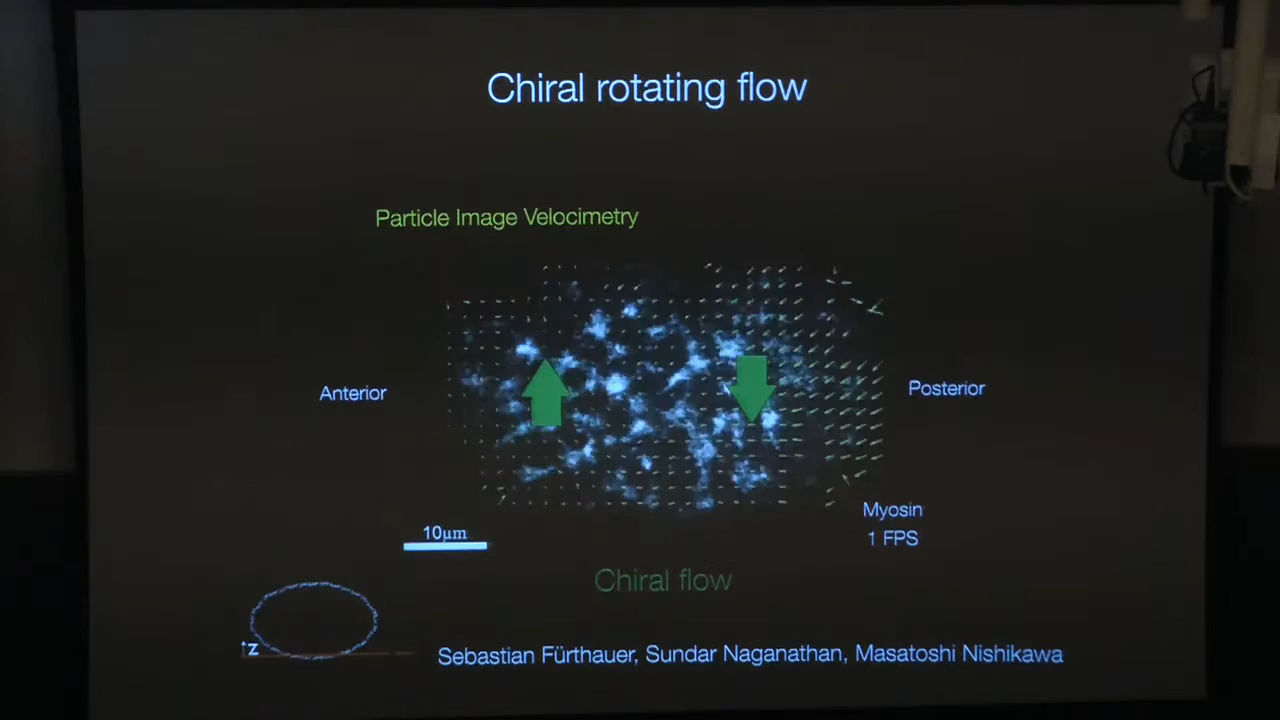 Chiral rotating flow
Particle Image Velocimetry
Anterior
Posterior
Myosin
1 FPS
10μm
Chiral flow
z
Sebastian Fürthauer, Sundar Naganathan, Masatoshi Nishikawa